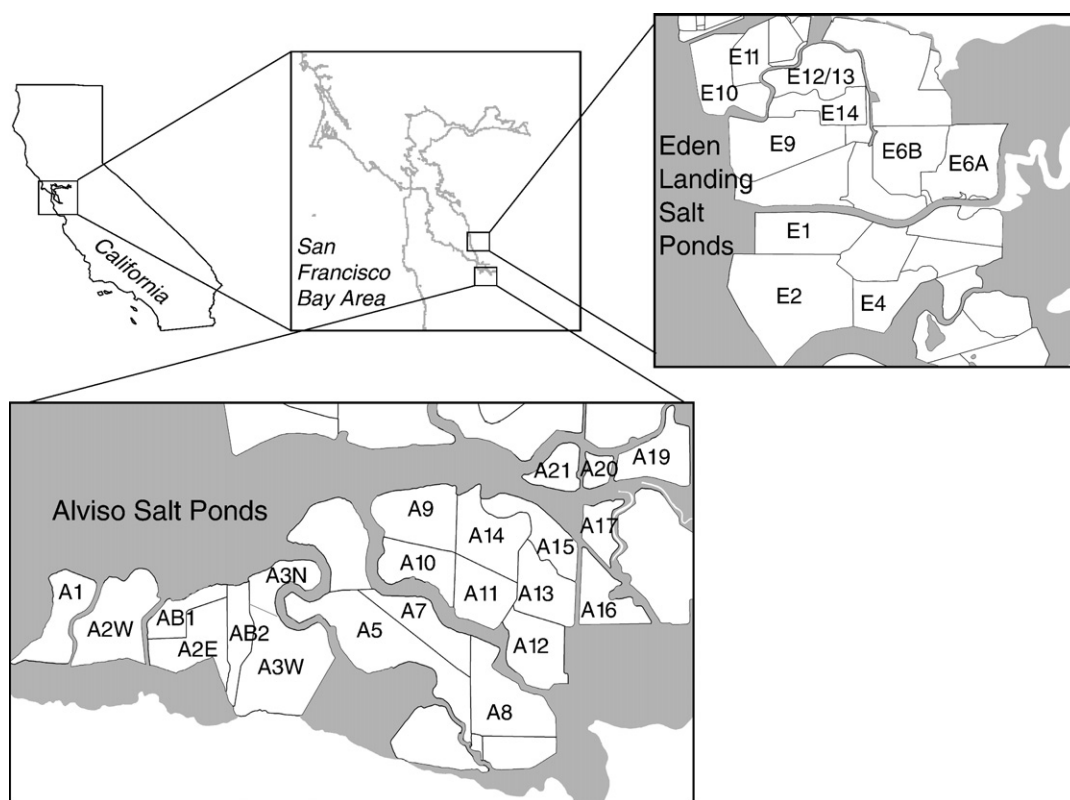 California
San
Francisco
Bay Area
Eden
Landing
Salt
Ponds
E11
E10
E12/13
E14
E9
E6B
E6A
E1
E2
E4
Alviso Salt Ponds
A21
A20
A19
A9
A14
A17
A15
A10
A3N
A1
A11
A13
A16
AB1
A7
A2W
AB2
A5
A2E
A12
A3W
A8